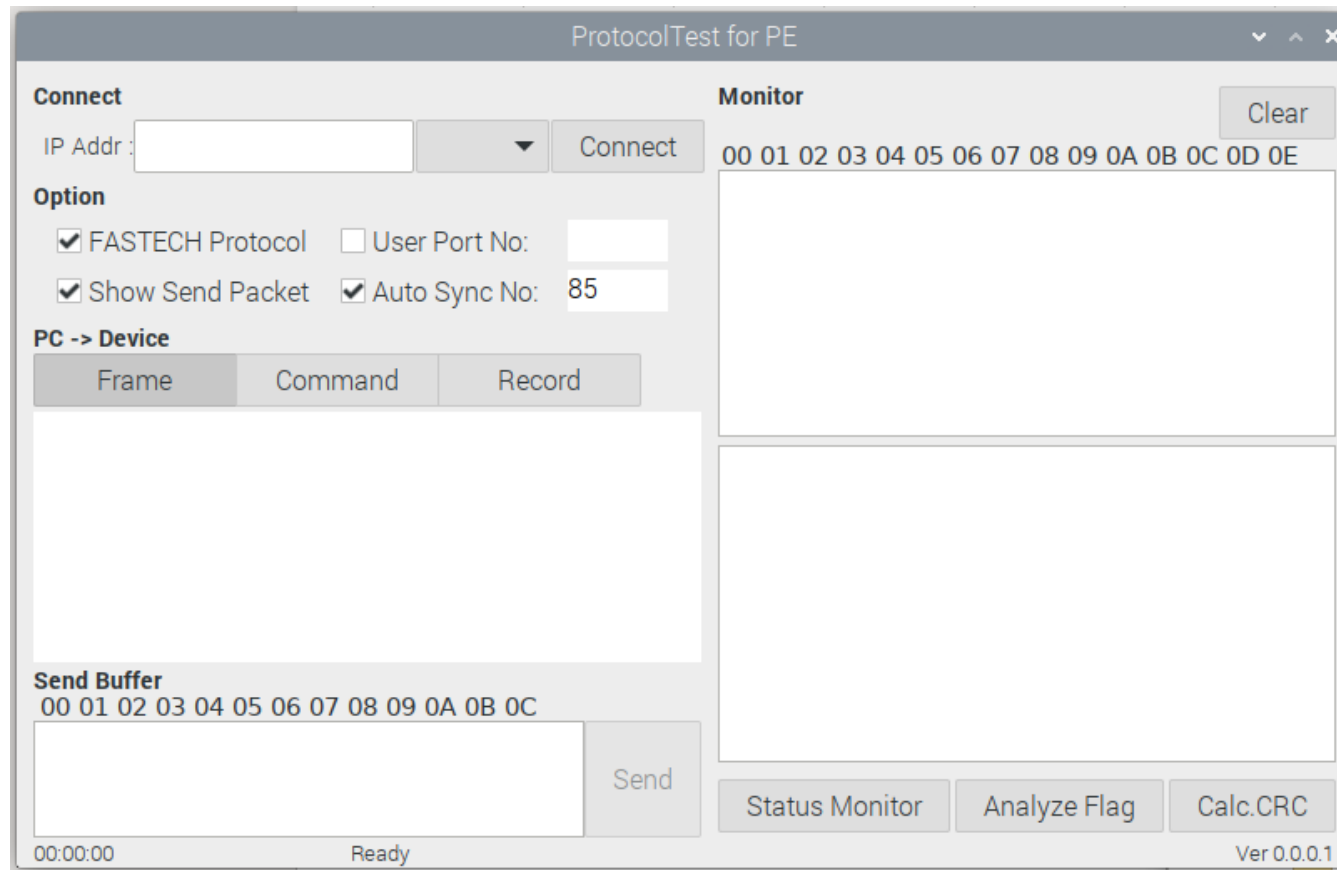 ProtocolTest for PE
Connect
IP Addr :
Connect
Option
FASTECH Protocol
User Port No:
Show Send Packet
Auto Sync No:
85
PC -> Device
Frame
Command
Record
Send Buffer
00 01 02 03 04 05 06 07 08 09 0A 0B 0C
Send
Monitor
Clear
00 01 02 03 04 05 06 07 08 09 0A 0B 0C 0D 0E
Status Monitor
Analyze Flag
Calc.CRC
00:00:00
Ready
Ver 0.0.0.1